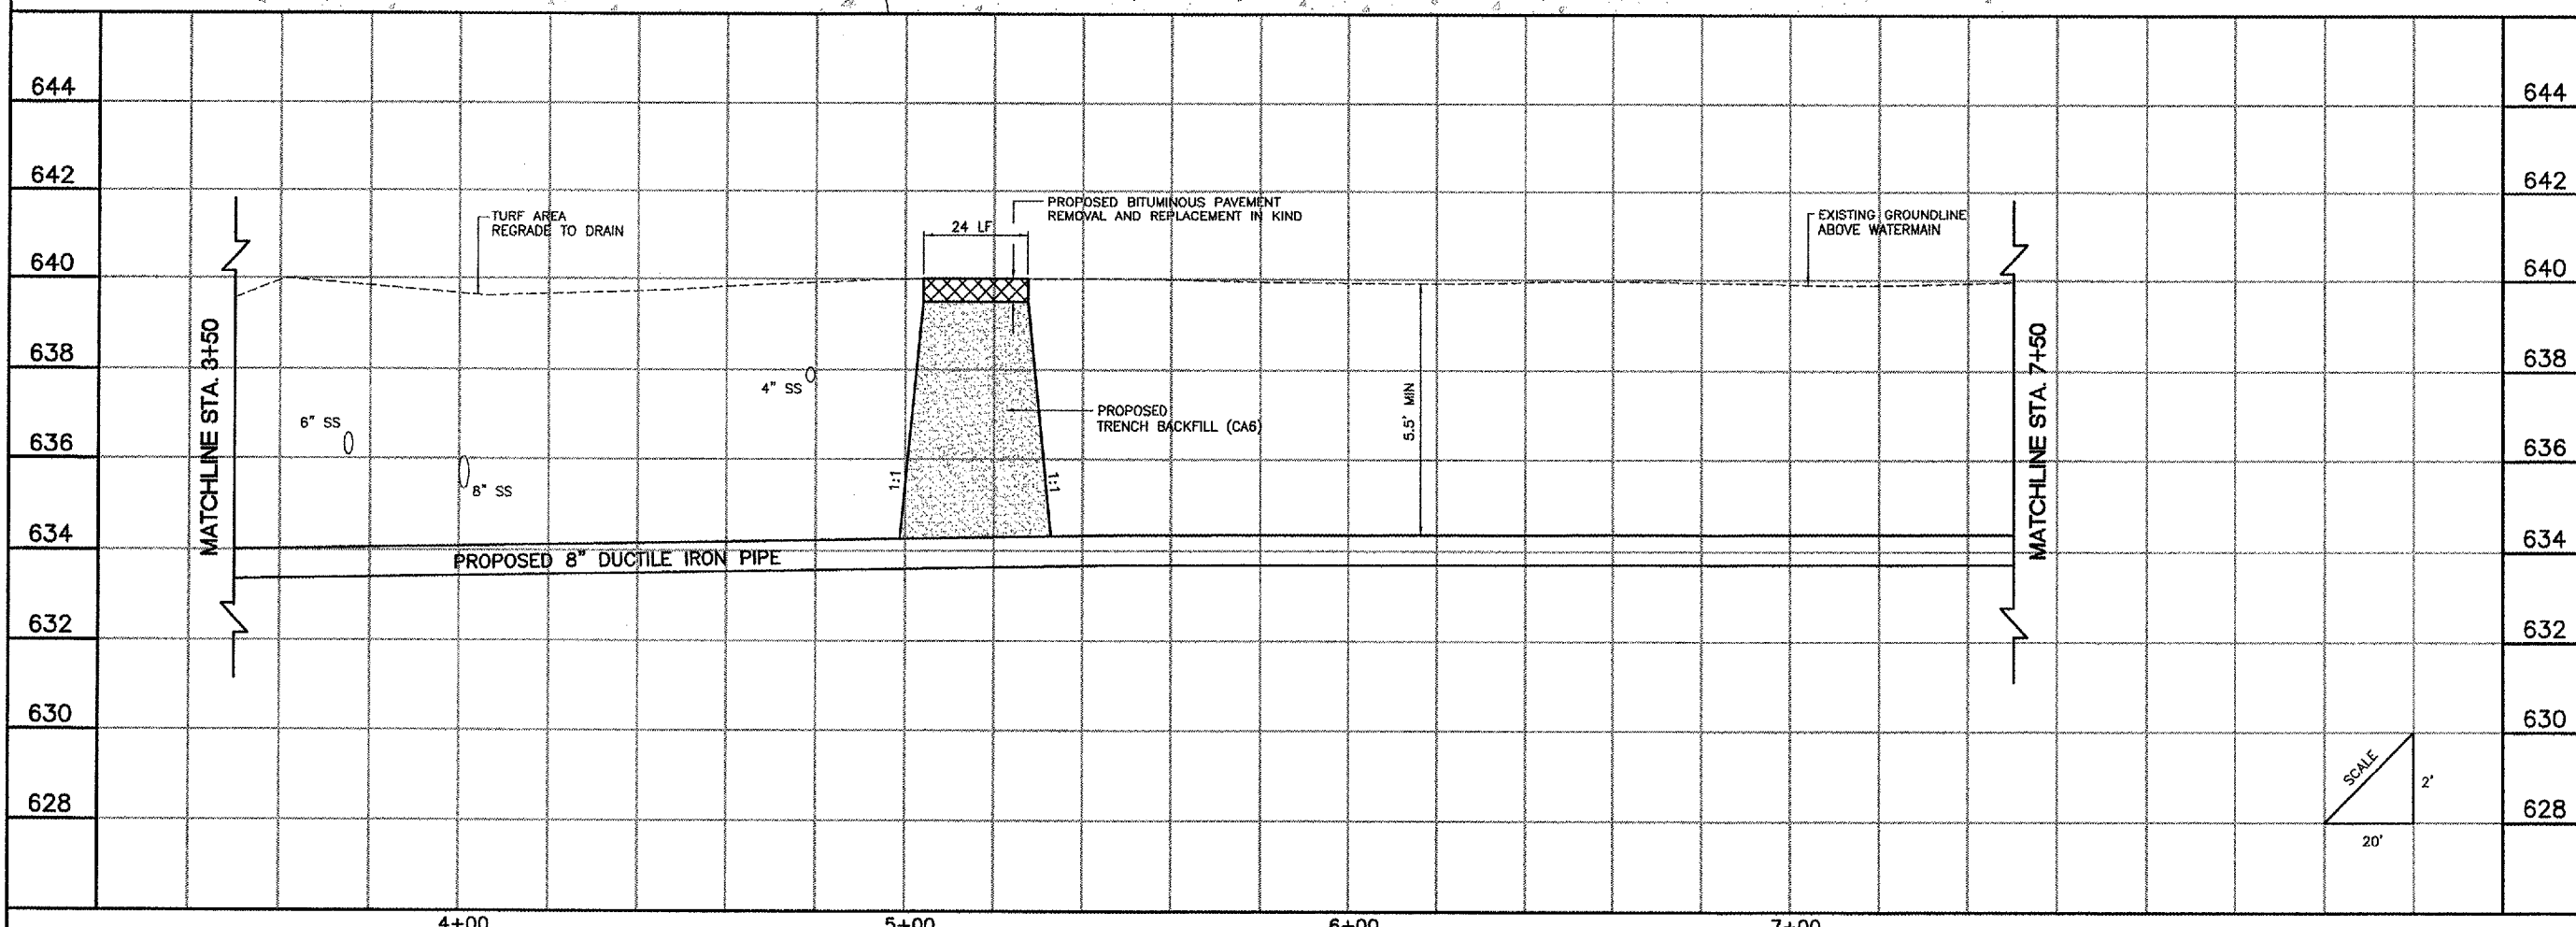 644
644
642
642
TURF AREA
REGRADE TO DRAIN
24 LF
PROPOSED BITUMINOUS PAVEMENT
REMOVAL AND REPLACEMENT IN KIND
EXISTING GROUNDLINE
ABOVE WATERMAIN
640
640
638
638
MATCHLINE STA. 3+50
6" SS
8" SS
4" SS
PROPOSED
TRENCH BACKFILL (CA6)
1:1
1:1
5.5' MIN
MATCHLINE STA. 7+50
636
636
634
634
PROPOSED 8" DUCTILE IRON PIPE
632
632
630
630
SCALE
2'
20'
628
628
4+00
5+00
6+00
7+00